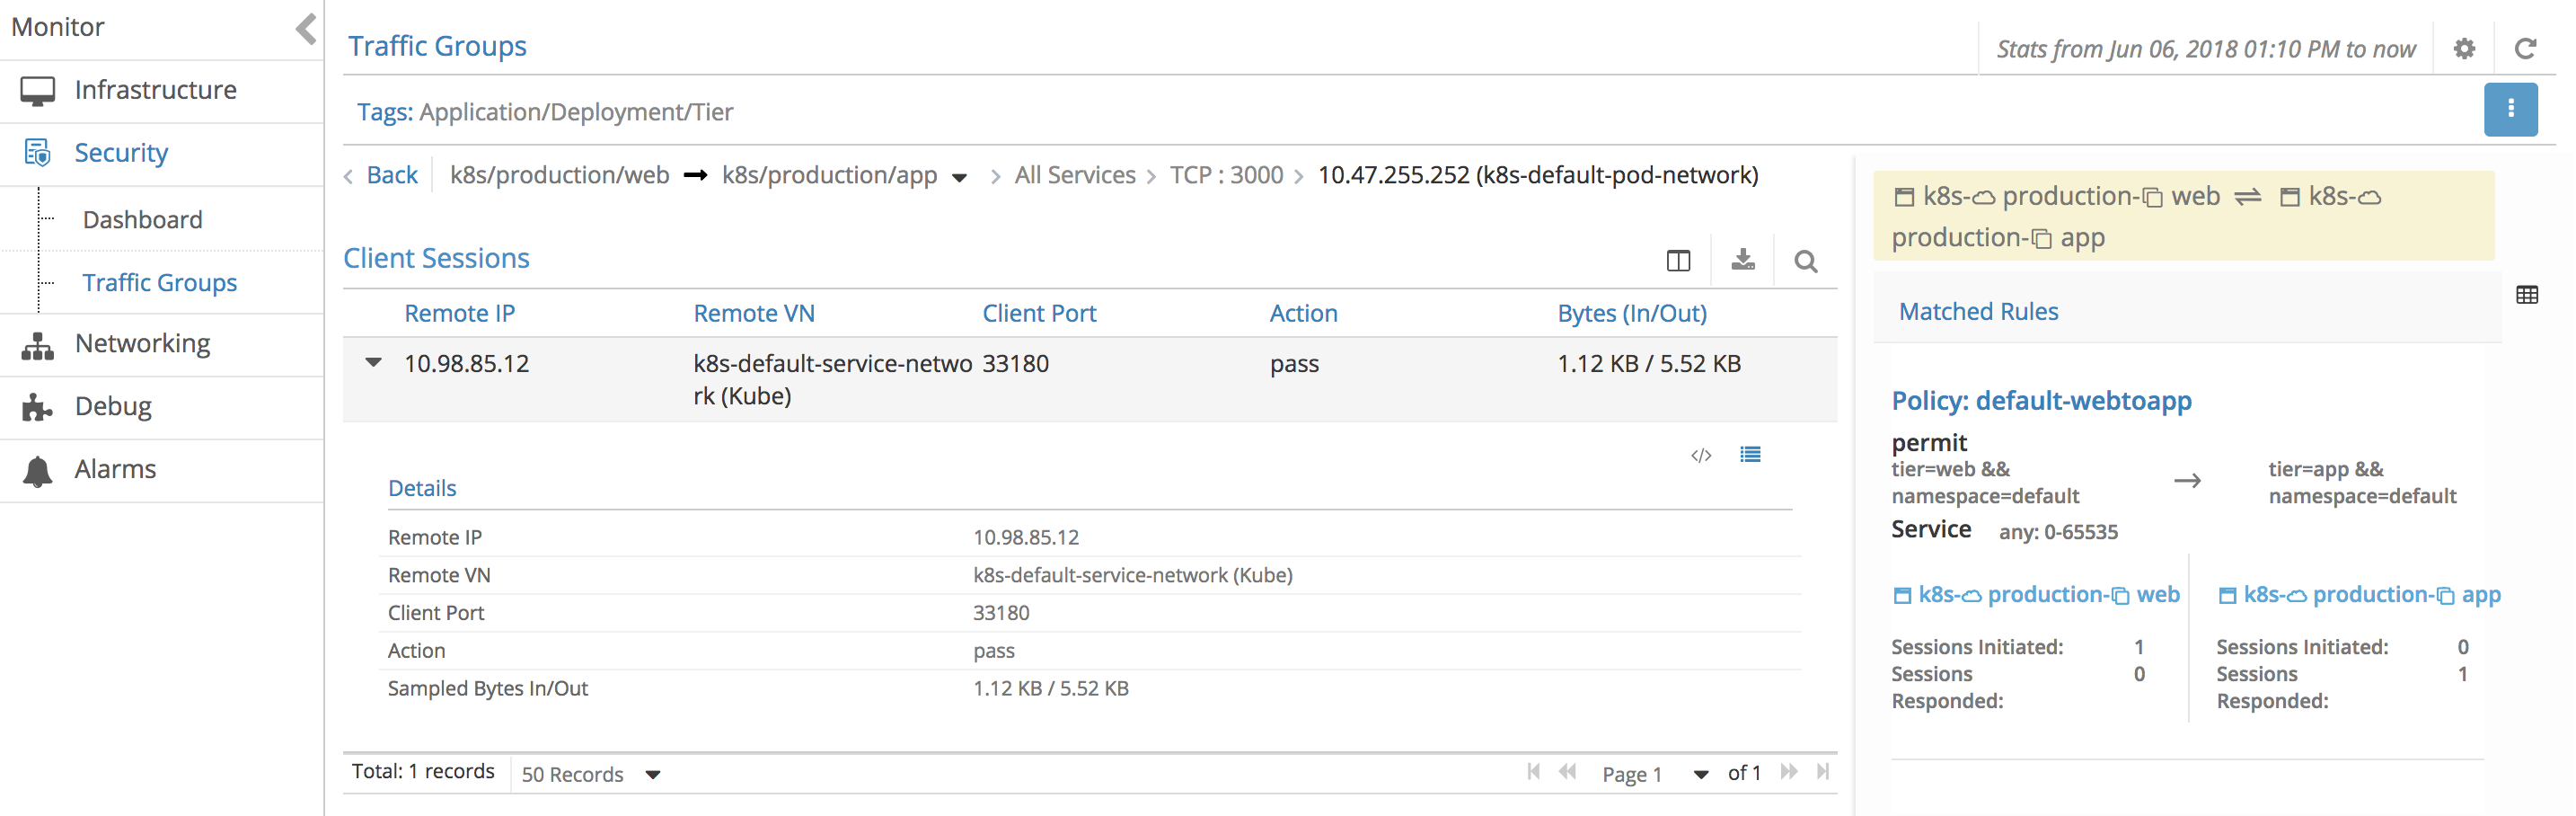 Monitor
Infrastructure
Security
Dashboard
Traffic Groups
Networking
Debug
Alarms
Traffic Groups
Stats from Jun 06, 2018 01:10 PM to now
Tags: Application/Deployment/Tier
Back k8s/production/web → k8s/production/app > All Services > TCP : 3000 > 10.47.255.252 (k8s-default-pod-network)
Client Sessions
Remote IP Remote VN Client Port Action Bytes (In/Out)
10.98.85.12 k8s-default-service-netwo 33180 pass 1.12 KB / 5.52 KB
rk (Kube)
</>
Details
Remote IP 10.98.85.12
Remote VN k8s-default-service-network (Kube)
Client Port 33180
Action pass
Sampled Bytes In/Out 1.12 KB / 5.52 KB
Total: 1 records 50 Records Page 1 of 1
k8s- production- web ⇌ k8s-
production- app
Matched Rules
Policy: default-webtoapp
permit
tier=web && → tier=app &&
namespace=default namespace=default
Service any: 0-65535
k8s- production- web k8s- production- app
Sessions Initiated: 1 Sessions Initiated: 0
Sessions 0 Sessions 1
Responded: Responded: